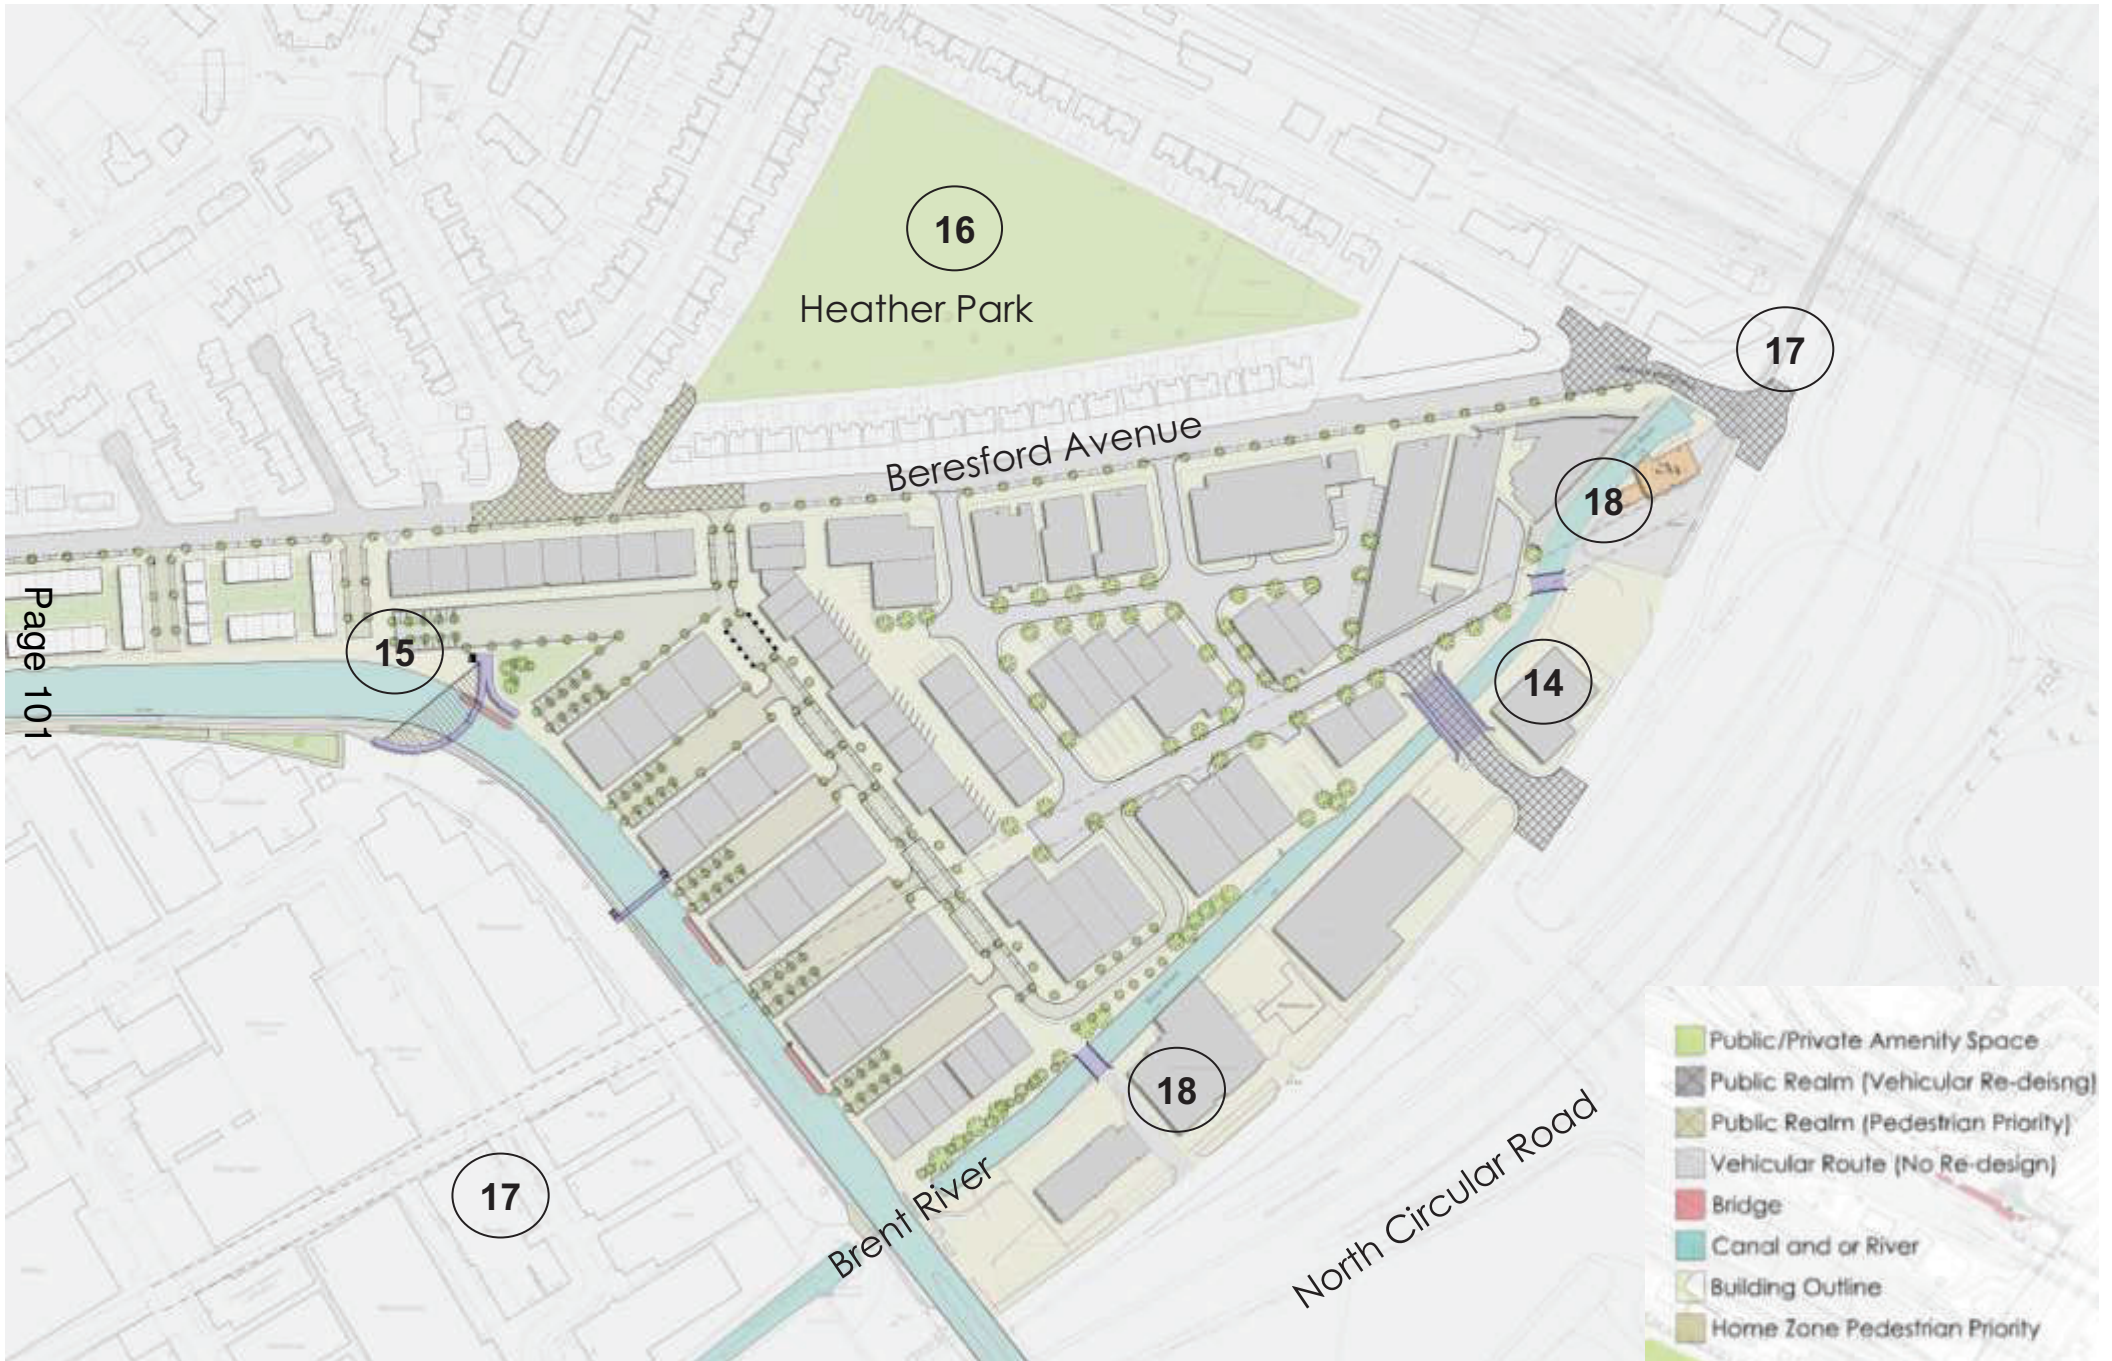 16
Heather Park
17
Beresford Avenue
18
15
14
Page 101
18
17
Brent River
North Circular Road
Public/Private Amenity Space
Public Realm (Vehicular Re-deisng)
Public Realm (Pedestrian Priority)
Vehicular Route (No Re-design)
Bridge
Canal and or River
Building Outline
Home Zone Pedestrian Priority